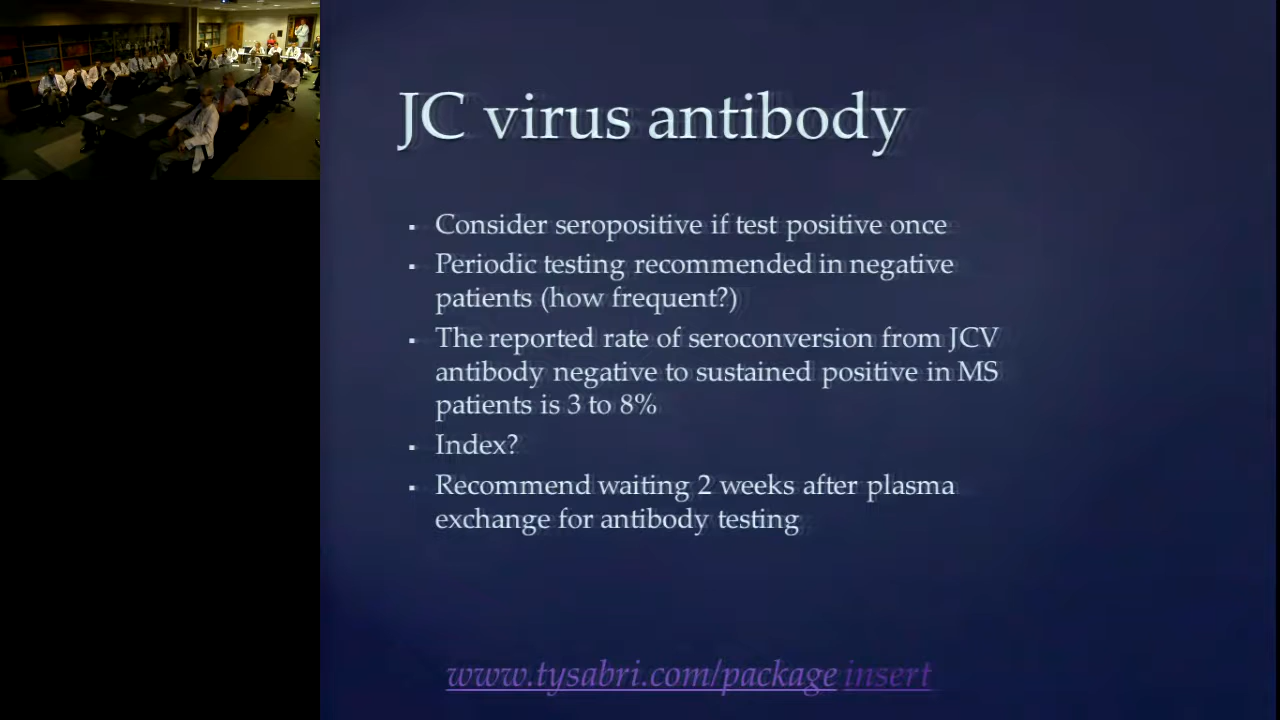 JC virus antibody
▪ Consider seropositive if test positive once
▪ Periodic testing recommended in negative
patients (how frequent?)
▪ The reported rate of seroconversion from JCV
antibody negative to sustained positive in MS
patients is 3 to 8%
▪ Index?
▪ Recommend waiting 2 weeks after plasma
exchange for antibody testing
www.tysabri.com/package insert